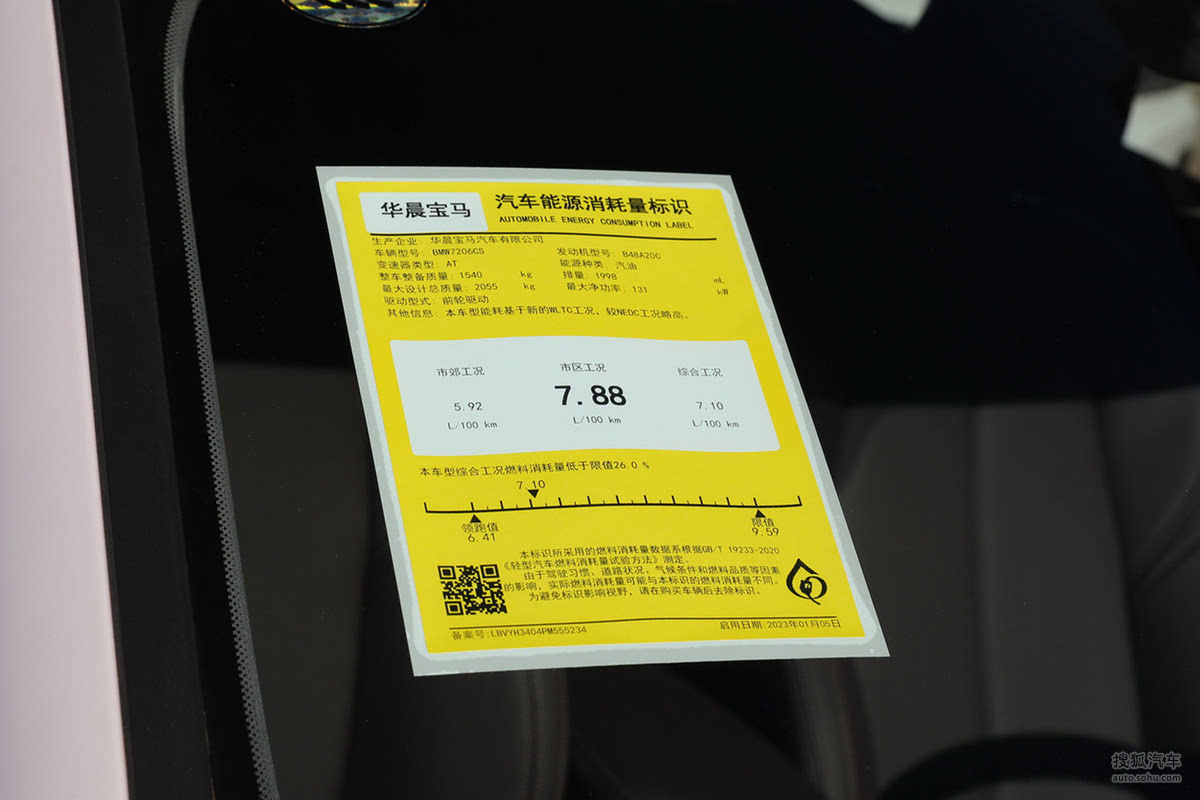 华晨宝马
汽车能源消耗量标识
AUTOMOBILE ENERGY CONSUMPTION LABEL
生产企业: 华晨宝马汽车有限公司
车辆型号: BMW7206CS 发动机型号: B48A20C
变速器类型: AT 能源种类: 汽油
整车整备质量: 1540 kg 排量: 1998 mL
最大设计总质量: 2055 kg 最大净功率: 131 kW
驱动型式: 前轮驱动
其他信息: 本车型能耗基于新的WLTC工况, 较NEDC工况略高。
市郊工况 市区工况 综合工况
5.92 7.88 7.10
L/100 km L/100 km L/100 km
本车型综合工况燃料消耗量低于限值26.0 %
7.10
领跑值 限值
6.41 9.59
本标识所采用的燃料消耗量数据系根据GB/T 19233-2020
《轻型汽车燃料消耗量试验方法》测定。
由于驾驶习惯、道路状况、气候条件和燃料品质等因素
的影响, 实际燃料消耗量可能与本标识的燃料消耗量不同。
为避免标识影响视野, 请在购买车辆后去除标识。
备案号:LBVYH3404PM555234 启用日期:2023年01月05日
搜狐汽车
auto.sohu.com